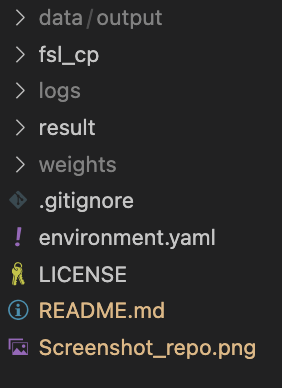 data/output
fsl_cp
logs
result
weights
.gitignore
environment.yaml
LICENSE
README.md
Screenshot_repo.png